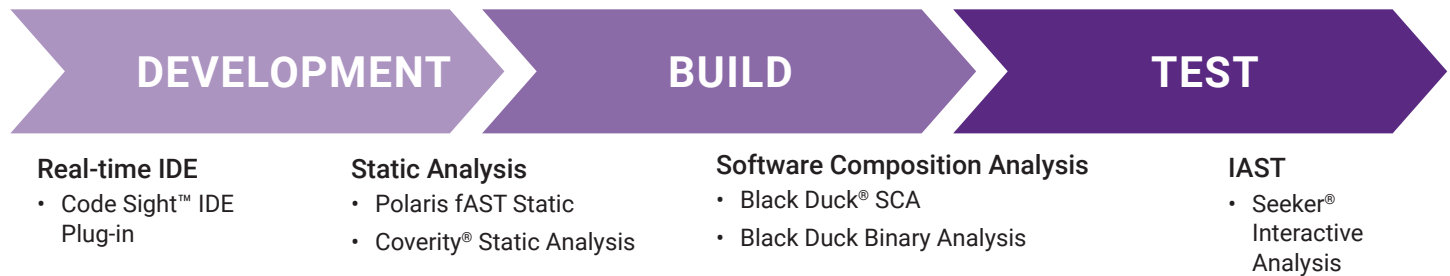 DEVELOPMENT
BUILD
TEST
Real-time IDE
• Code Sight™ IDE
Plug-in
Static Analysis
• Polaris fAST Static
• Coverity® Static Analysis
Software Composition Analysis
• Black Duck® SCA
• Black Duck Binary Analysis
IAST
• Seeker®
Interactive
Analysis